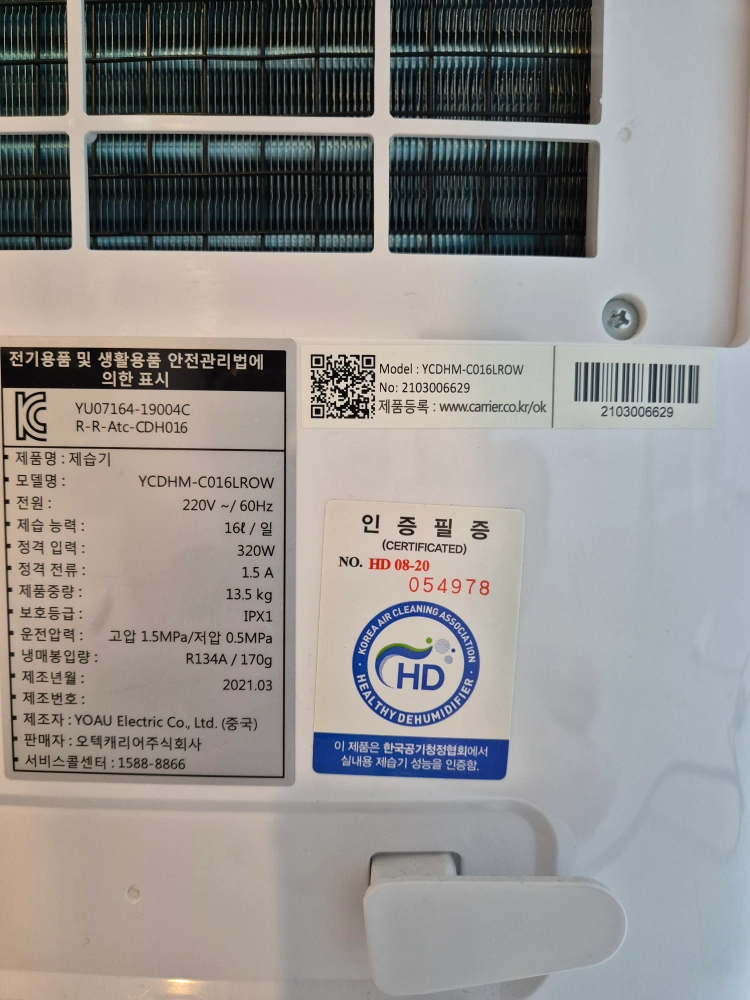 전기용품 및 생활용품 안전관리법에
의한 표시
YU07164-19004C
R-R-Atc-CDH016
제품명 : 제습기
모델명 : YCDHM-C016LROW
전원 : 220V ~/ 60Hz
제습 능력 : 16ℓ / 일
정격 입력 : 320W
정격 전류 : 1.5 A
제품중량 : 13.5 kg
보호등급 : IPX1
운전압력 : 고압 1.5MPa/저압 0.5MPa
냉매봉입량 : R134A / 170g
제조년월 : 2021.03
제조번호 :
제조자 : YOAU Electric Co., Ltd. (중국)
판매자 : 오텍캐리어주식회사
서비스콜센터 : 1588-8866
Model : YCDHM-C016LROW
No: 2103006629
제품등록 : www.carrier.co.kr/ok
2103006629
인 증 필 증
(CERTIFICATED)
NO. HD 08-20
054978
KOREA AIR CLEANING ASSOCIATION
HD
HEALTHY DEHUMIDIFIER
이 제품은 한국공기청정협회에서
실내용 제습기 성능을 인증함.